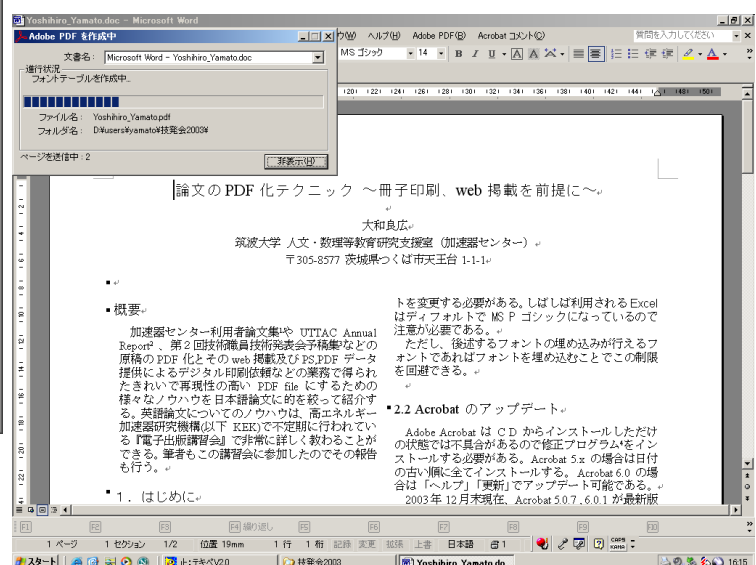 Yoshihiro_Yamato.doc - Microsoft Word
Adobe PDF を作成中
文書名： Microsoft Word - Yoshihiro_Yamato.doc
進行状況
フォントテーブルを作成中..
ファイル名： Yoshihiro_Yamato.pdf
フォルダ名： D:¥users¥yamato¥技発会2003¥
ページを送信中 : 2
非表示(H)
ヘルプ(H) Adobe PDF(B) Acrobat コメント(C) 質問を入力してください
MS ゴシック 14 B I U A A
論文の PDF 化テクニック ～冊子印刷、web 掲載を前提に～
大和良広
筑波大学 人文・数理等教育研究支援室（加速器センター）
〒305-8577 茨城県つくば市天王台 1-1-1
概要
加速器センター利用者論文集¹や UTTAC Annual
Report²、第２回技術職員技術発表会予稿集³などの
原稿の PDF 化とその web 掲載及び PS,PDF データ
提供によるデジタル印刷依頼などの業務で得られ
たきれいで再現性の高い PDF file にするための
様々なノウハウを日本語論文に的を絞って紹介す
る。英語論文についてのノウハウは、高エネルギー
加速器研究機構(以下 KEK)で不定期に行われてい
る『電子出版講習会』で非常に詳しく教わることが
できる。筆者もこの講習会に参加したのでその報告
も行う。
１．はじめに
トを変更する必要がある。しばしば利用される Excel
はディフォルトで MS P ゴシックになっているので
注意が必要である。
ただし、後述するフォントの埋め込みが行えるフ
ォントであればフォントを埋め込むことでこの制限
を回避できる。
2.2 Acrobat のアップデート
Adobe Acrobat は ＣＤ からインストールしただけ
の状態では不具合があるので修正プログラム⁴をイン
ストールする必要がある。Acrobat 5.x の場合は日付
の古い順に全てインストールする。Acrobat 6.0 の場
合は「ヘルプ」「更新」でアップデート可能である。
2003 年 12 月末現在、Acrobat 5.0.7 , 6.0.1 が最新版
F1 F2 F3 F4 繰り返し F5 F6 F7 F8 F9 F10
1 ページ 1 セクション 1/2 位置 19mm 1 行 1 桁 記録 変更 拡張 上書 日本語 CAPS KANA
スタート 技発会2003 Yoshihiro_Yamato.do... 16:15